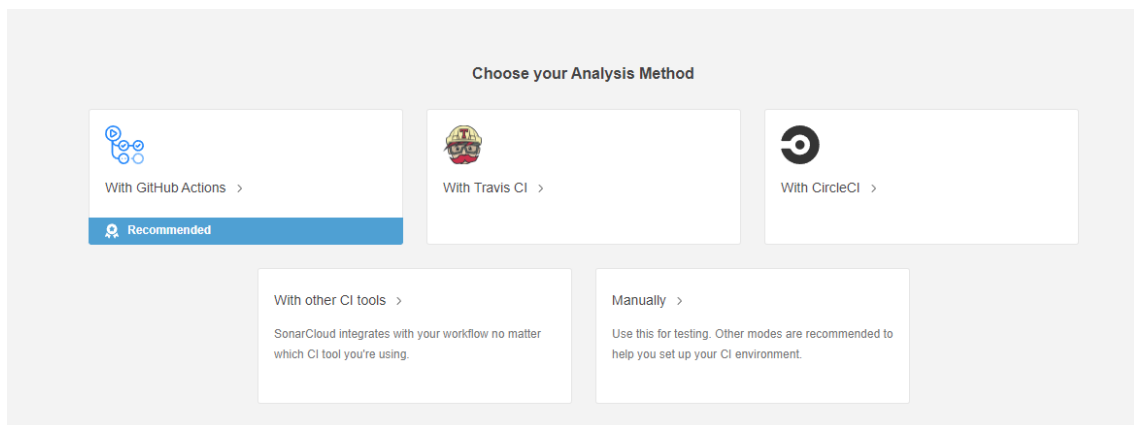 Choose your Analysis Method
With GitHub Actions
With Travis CI
With CircleCI
Recommended
With other CI tools
SonarCloud integrates with your workflow no matter
which CI tool you're using.
Manually
Use this for testing. Other modes are recommended to
help you set up your CI environment.